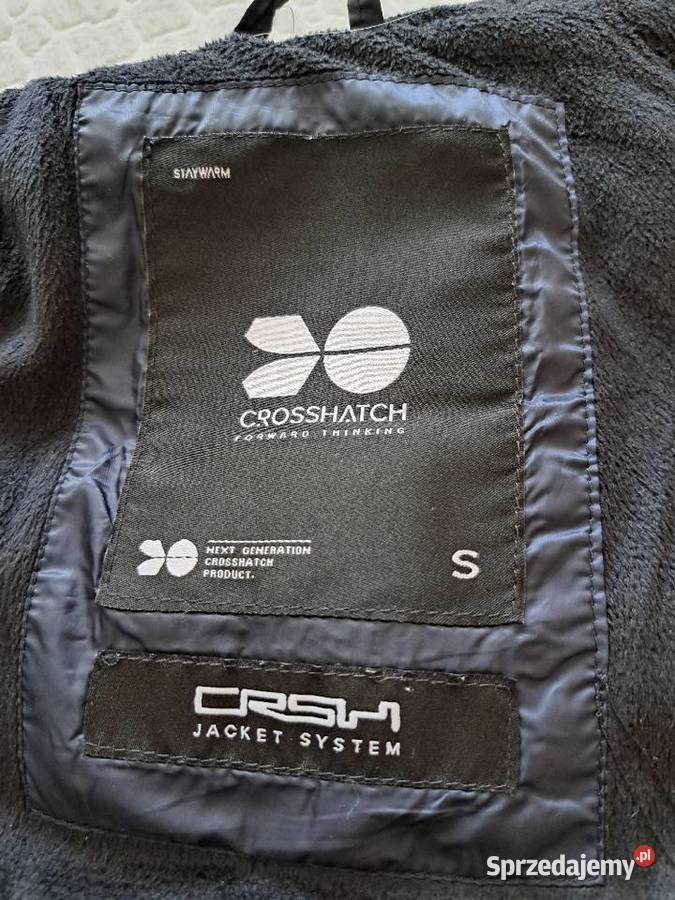 STAYWARM
CROSSHATCH
FORWARD THINKING
NEXT GENERATION
CROSSHATCH
PRODUCT.
S
CRSH
JACKET SYSTEM
Sprzedajemy.pl